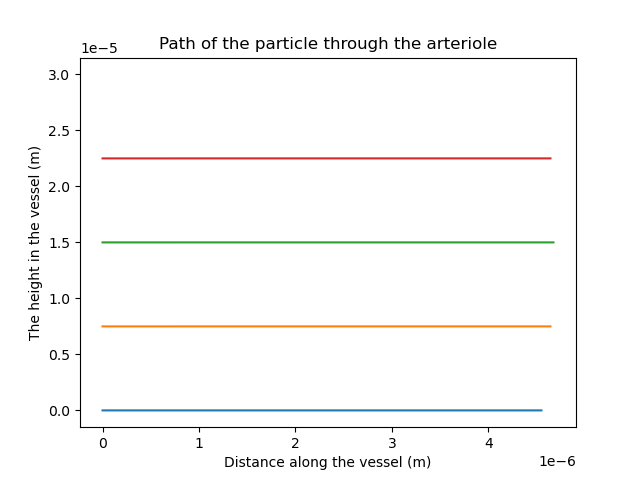 Path of the particle through the arteriole
1e−5
3.0
2.5
2.0
1.5
1.0
0.5
0.0
The height in the vessel (m)
0 1 2 3 4
1e−6
Distance along the vessel (m)